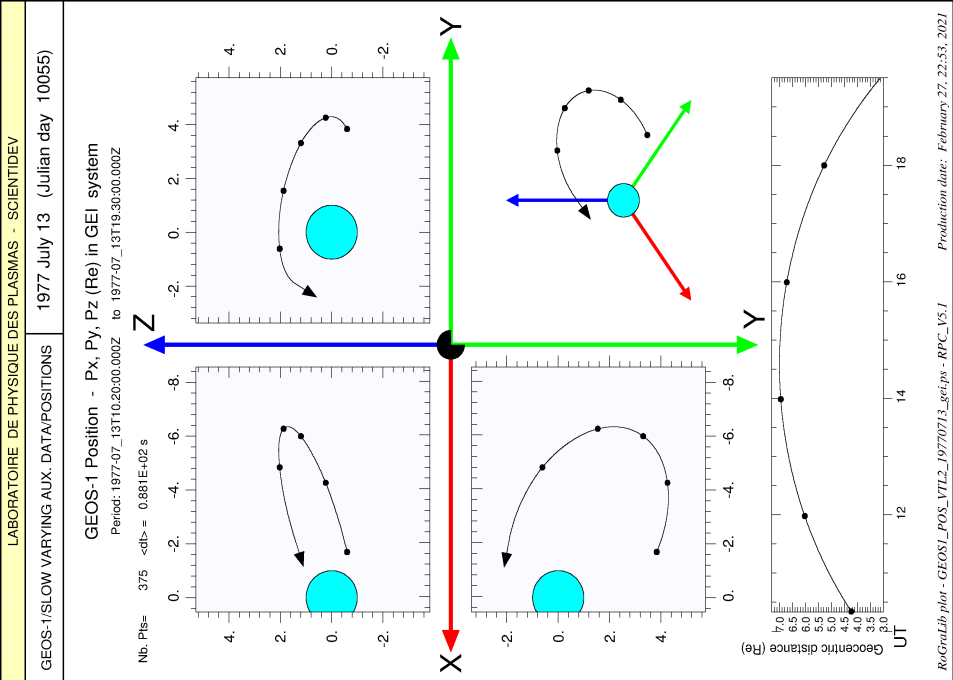 LABORATOIRE DE PHYSIQUE DES PLASMAS - SCIENTIDEV
GEOS-1/SLOW VARYING AUX. DATA/POSITIONS
1977 July 13 (Julian day 10055)
GEOS-1 Position - Px, Py, Pz (Re) in GEI system
Period: 1977-07_13T10.20:00.000Z to 1977-07_13T19.30:00.000Z
Nb. Pts= 375 <dt> = 0.881E+02 s
Z
4. 2. 0. -2.
0. -2. -4. -6. -8.
4. 2. 0. -2.
-2. 0. 2. 4.
X
Y
-2. 0. 2. 4.
0. -2. -4. -6. -8.
Y
Geocentric distance (Re)
7.0
6.5
6.0
5.5
5.0
4.5
4.0
3.5
3.0
UT
12 14 16 18
RoGraLib plot - GEOS1_POS_VTL2_19770713_gei.ps - RPC_V5.1
Production date: February 27, 22:53, 2021